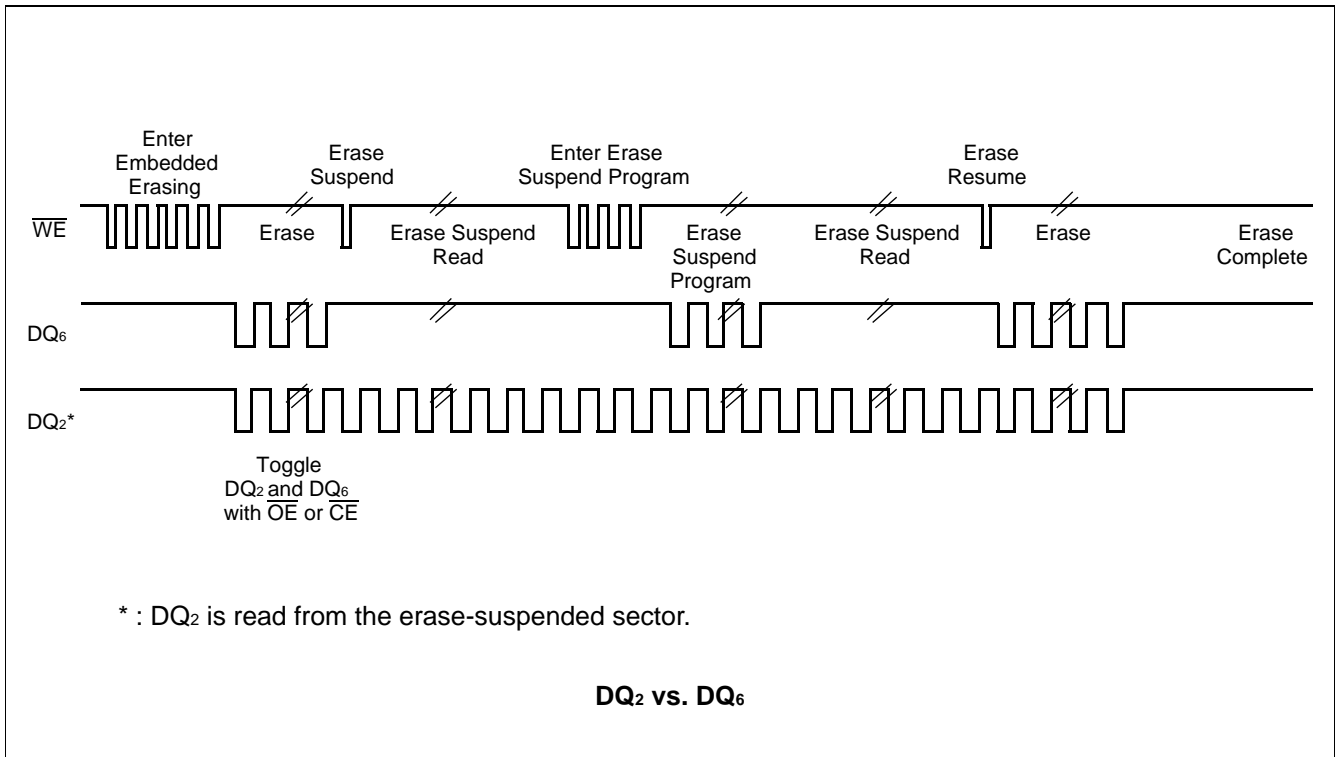 Enter
Embedded
Erasing
Erase
Suspend
Enter Erase
Suspend Program
Erase
Resume
WE
Erase
Erase Suspend
Read
Erase
Suspend
Program
Erase Suspend
Read
Erase
Erase
Complete
DQ6
DQ2*
Toggle
DQ2 and DQ6
with OE or CE
* : DQ2 is read from the erase-suspended sector.
DQ2 vs. DQ6